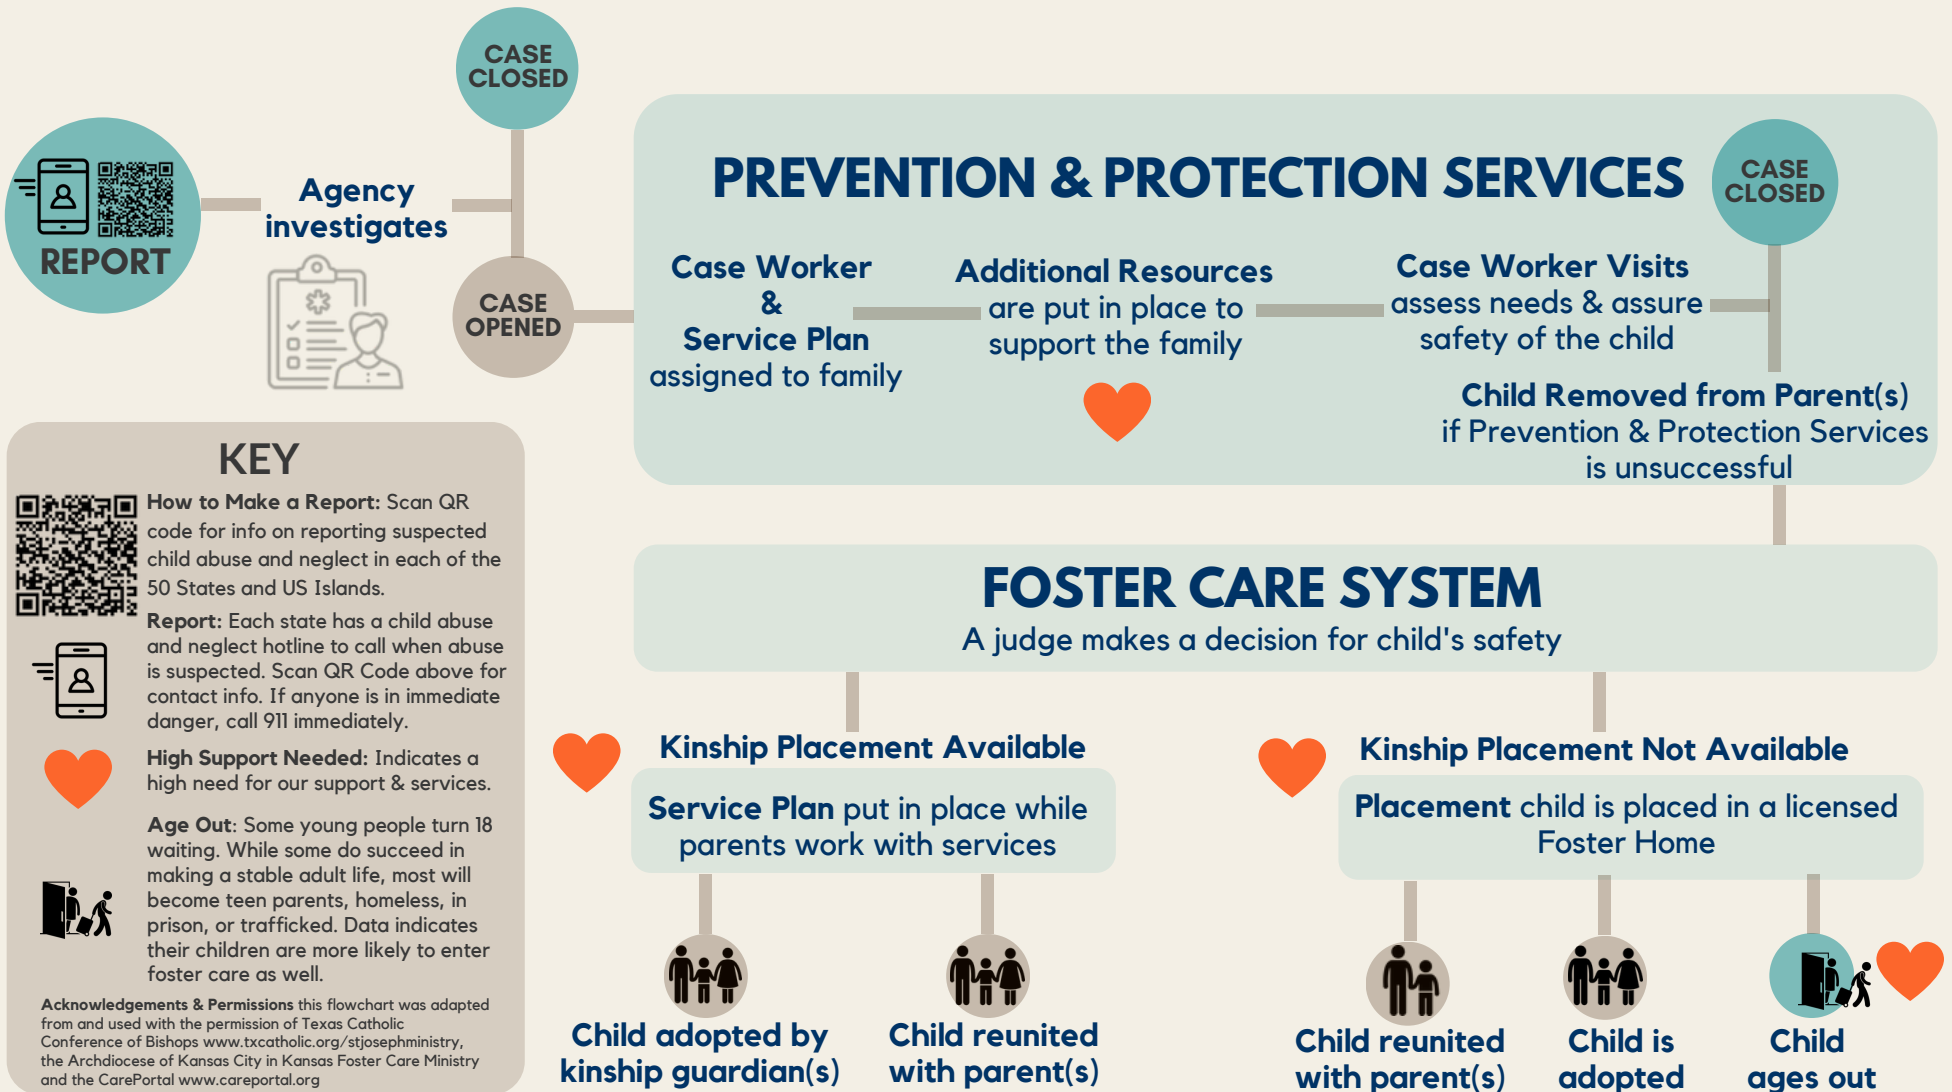 CASE
CLOSED
REPORT
Agency
investigates
CASE
OPENED
PREVENTION & PROTECTION SERVICES
CASE
CLOSED
Case Worker
&
Service Plan
assigned to family
Additional Resources
are put in place to
support the family
Case Worker Visits
assess needs & assure
safety of the child
Child Removed from Parent(s)
if Prevention & Protection Services
is unsuccessful
KEY
How to Make a Report: Scan QR
code for info on reporting suspected
child abuse and neglect in each of the
50 States and US Islands.
Report: Each state has a child abuse
and neglect hotline to call when abuse
is suspected. Scan QR Code above for
contact info. If anyone is in immediate
danger, call 911 immediately.
High Support Needed: Indicates a
high need for our support & services.
Age Out: Some young people turn 18
waiting. While some do succeed in
making a stable adult life, most will
become teen parents, homeless, in
prison, or trafficked. Data indicates
their children are more likely to enter
foster care as well.
Acknowledgements & Permissions this flowchart was adapted
from and used with the permission of Texas Catholic
Conference of Bishops www.txcatholic.org/stjosephministry,
the Archdiocese of Kansas City in Kansas Foster Care Ministry
and the CarePortal www.careportal.org
FOSTER CARE SYSTEM
A judge makes a decision for child's safety
Kinship Placement Available
Service Plan put in place while
parents work with services
Child adopted by
kinship guardian(s)
Child reunited
with parent(s)
Kinship Placement Not Available
Placement child is placed in a licensed
Foster Home
Child reunited
with parent(s)
Child is
adopted
Child
ages out